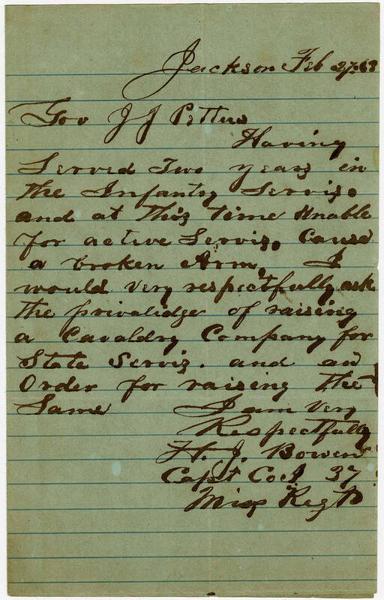 Jackson Feb 27. 63
Gov J J Pettus
Having
Served Two years in
the Infantry Servis,
and at this time Unable
for active Servis, Cause
a broken Arm, I
would very respectfully ask
the privalidge of raising
a Cavaldry Company for
State Servis. and an
Order for raising the
Same I am very
Respectfully
H. J. Bowen
Capt Co 37
Miss Regt